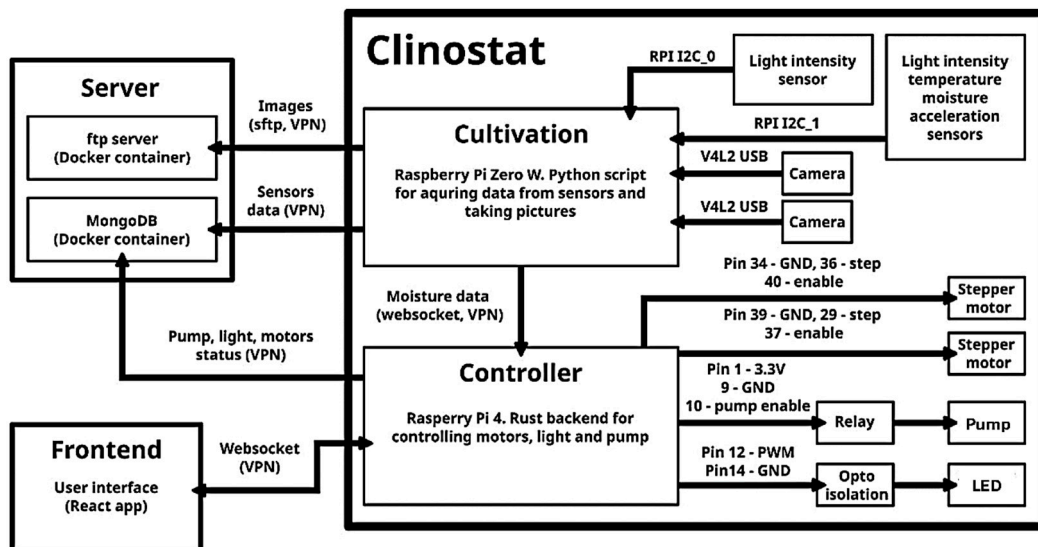 Clinostat
Server
ftp server
(Docker container)
MongoDB
(Docker container)
Images
(sftp, VPN)
Sensors
data (VPN)
Cultivation
Raspberry Pi Zero W. Python script
for aquring data from sensors and
taking pictures
RPI I2C_0
Light intensity
sensor
RPI I2C_1
Light intensity
temperature
moisture
acceleration
sensors
V4L2 USB
Camera
V4L2 USB
Camera
Moisture data
(websocket, VPN)
Pump, light, motors
status (VPN)
Controller
Rasperry Pi 4. Rust backend for
controlling motors, light and pump
Pin 34 - GND, 36 - step
40 - enable
Stepper
motor
Pin 39 - GND, 29 - step
37 - enable
Stepper
motor
Pin 1 - 3.3V
9 - GND
10 - pump enable
Relay
Pump
Pin 12 - PWM
Pin14 - GND
Opto
isolation
LED
Frontend
User interface
(React app)
Websocket
(VPN)